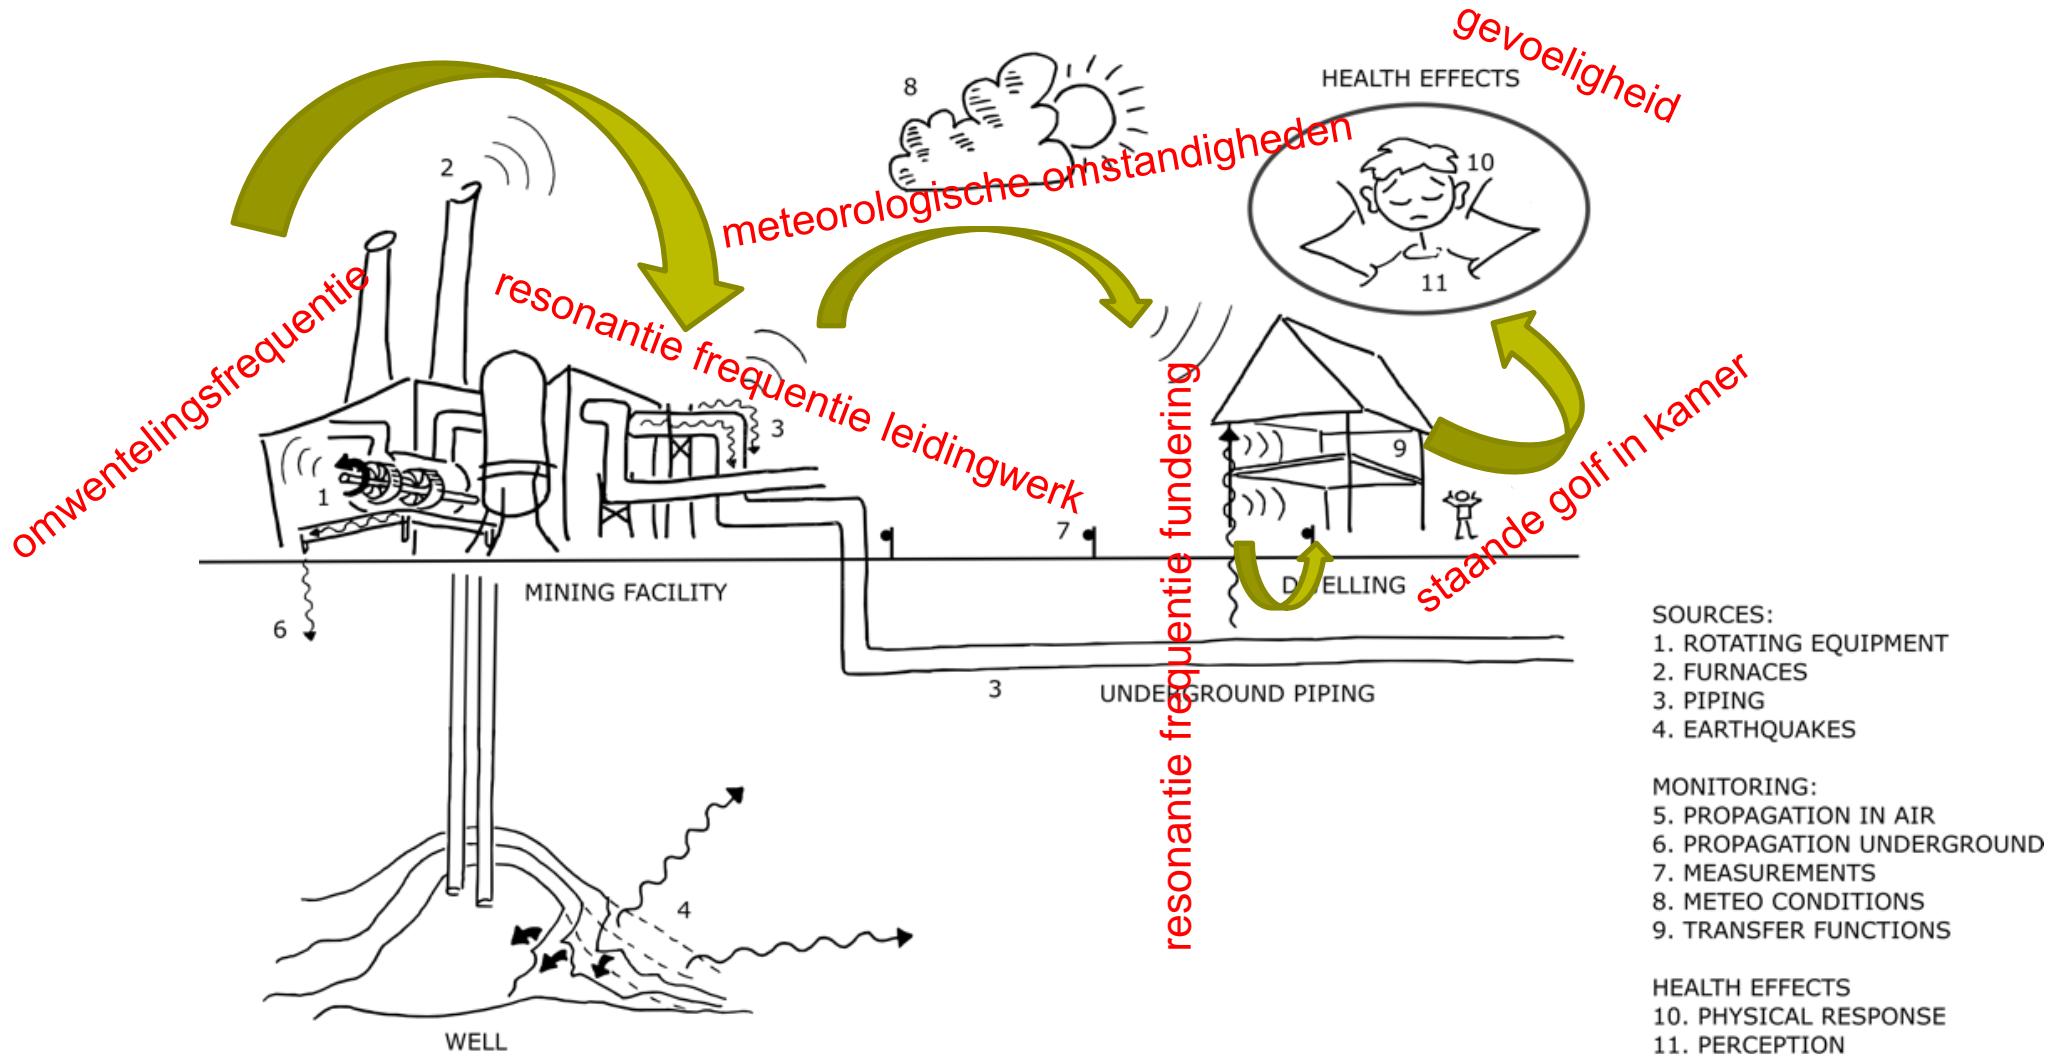 gevoeligheid
HEALTH EFFECTS
8
2
10
11
meteorologische omstandigheden
resonantie frequentie leidingwerk
omwentelingsfrequentie
3
9
1
7
resonantie frequentie fundering
staande golf in kamer
MINING FACILITY
DWELLING
6
3
UNDERGROUND PIPING
4
WELL
SOURCES:
1. ROTATING EQUIPMENT
2. FURNACES
3. PIPING
4. EARTHQUAKES
MONITORING:
5. PROPAGATION IN AIR
6. PROPAGATION UNDERGROUND
7. MEASUREMENTS
8. METEO CONDITIONS
9. TRANSFER FUNCTIONS
HEALTH EFFECTS
10. PHYSICAL RESPONSE
11. PERCEPTION